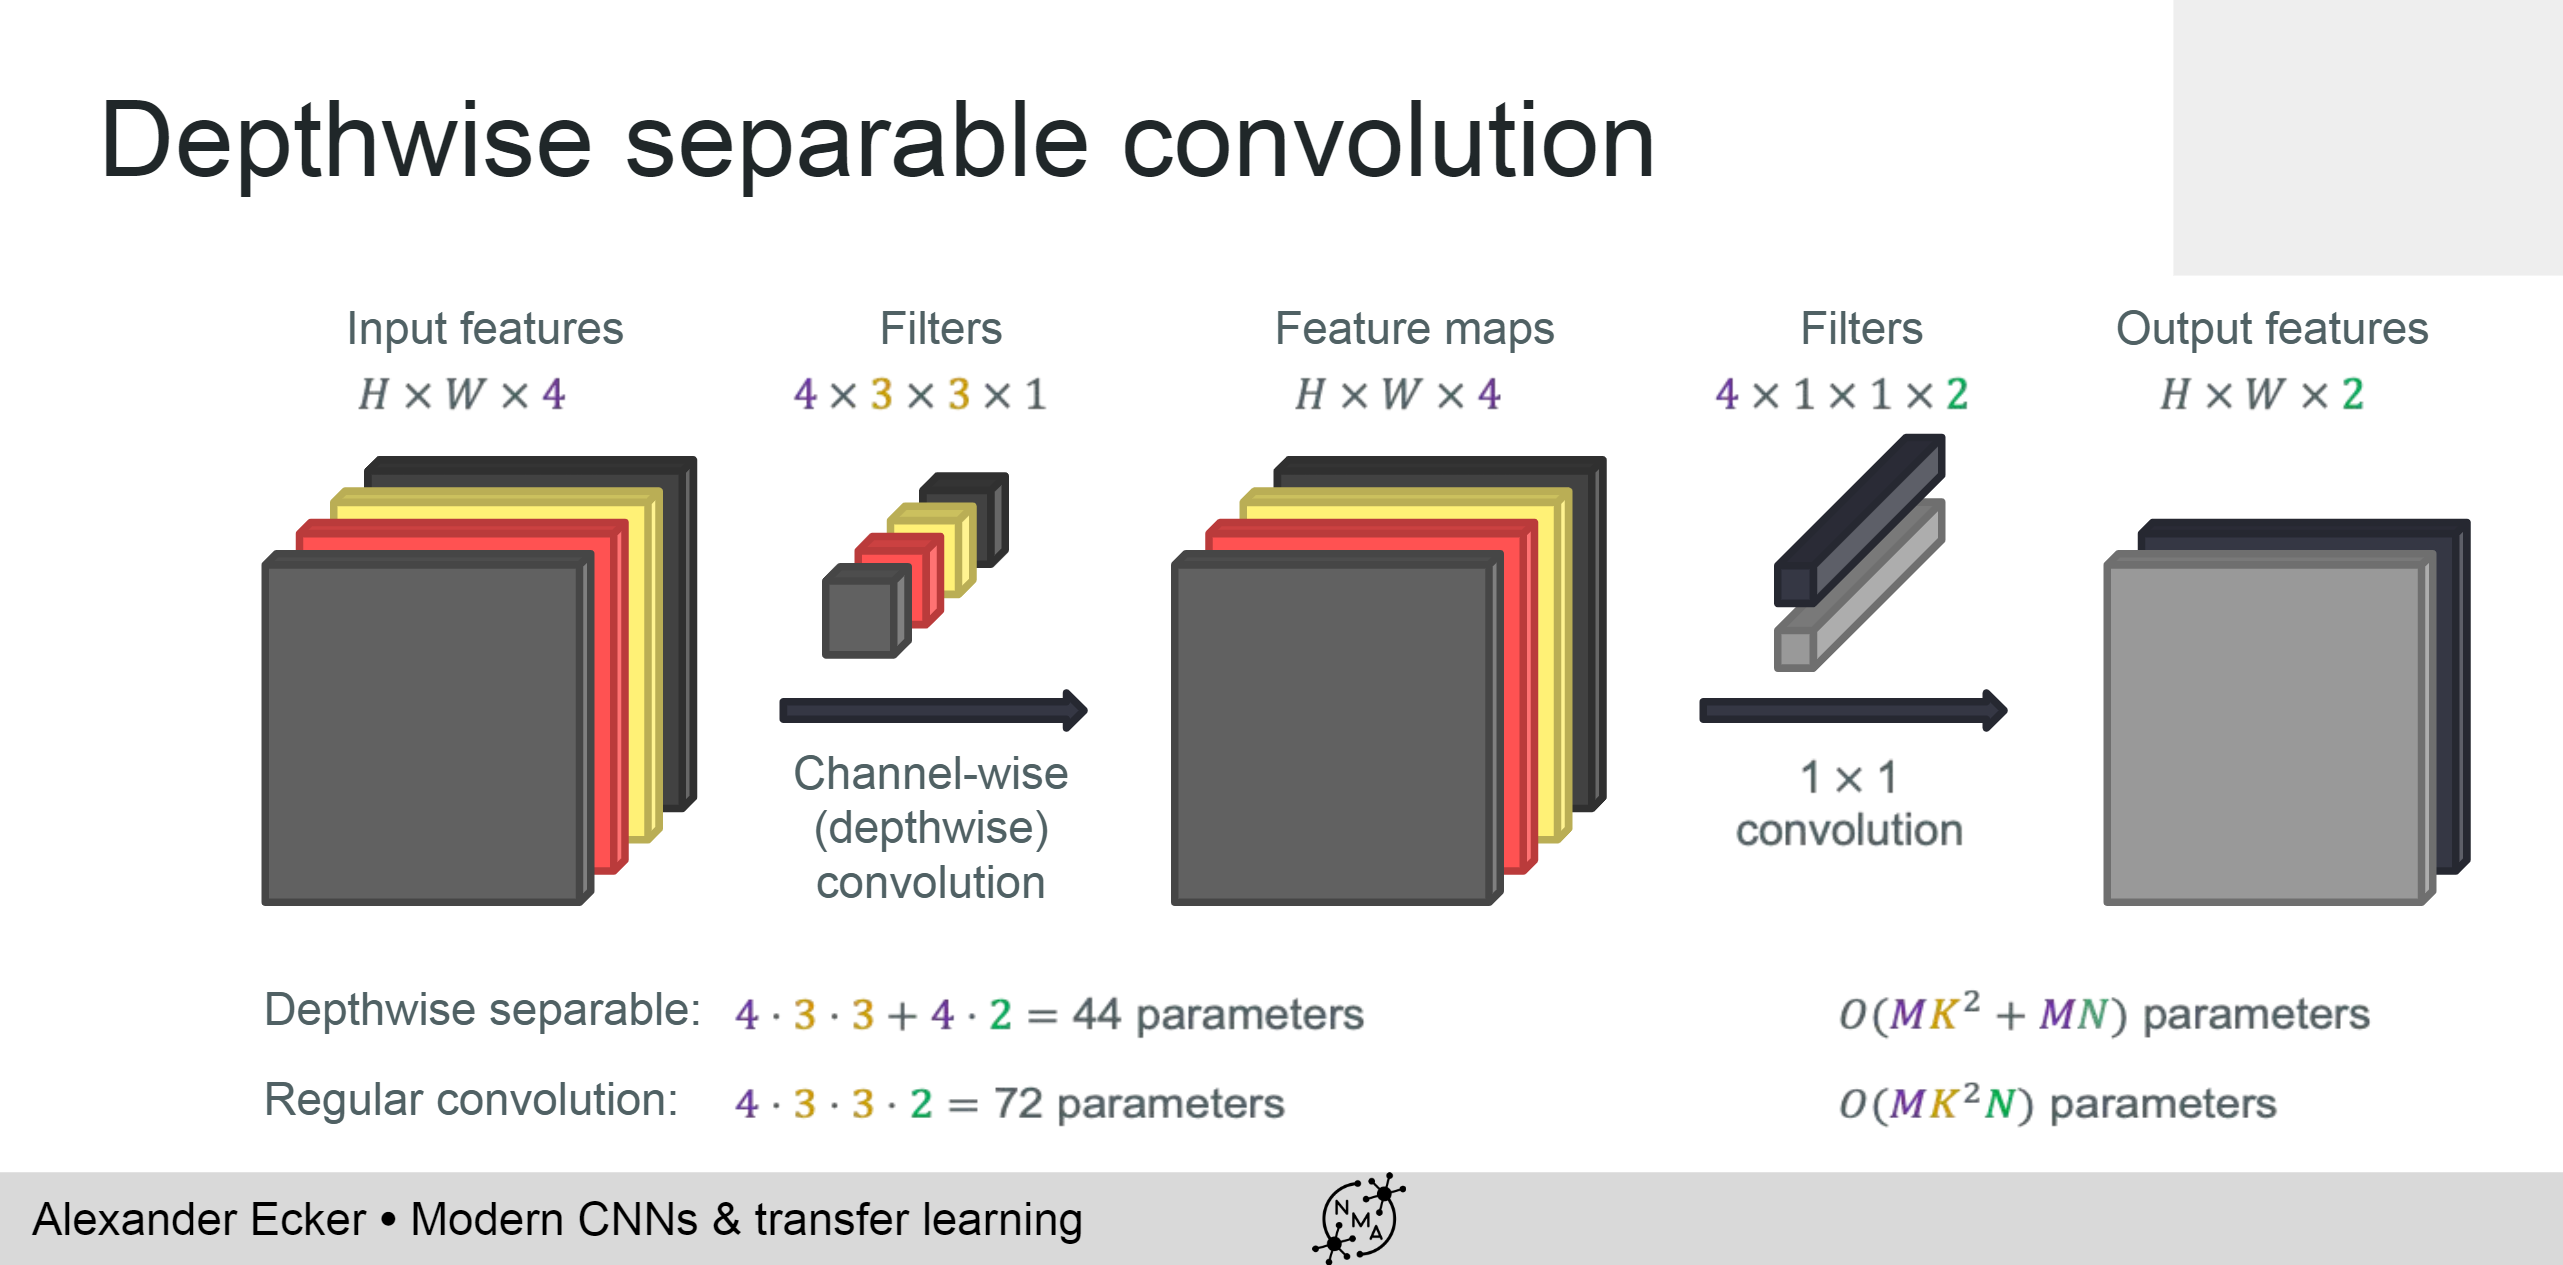 Depthwise separable convolution
Input features
H × W × 4
Filters
4 × 3 × 3 × 1
Feature maps
H × W × 4
Filters
4 × 1 × 1 × 2
Output features
H × W × 2
Channel-wise
(depthwise)
convolution
1 × 1
convolution
Depthwise separable: 4 · 3 · 3 + 4 · 2 = 44 parameters
O(MK² + MN) parameters
Regular convolution: 4 · 3 · 3 · 2 = 72 parameters
O(MK²N) parameters
Alexander Ecker • Modern CNNs & transfer learning
NMA